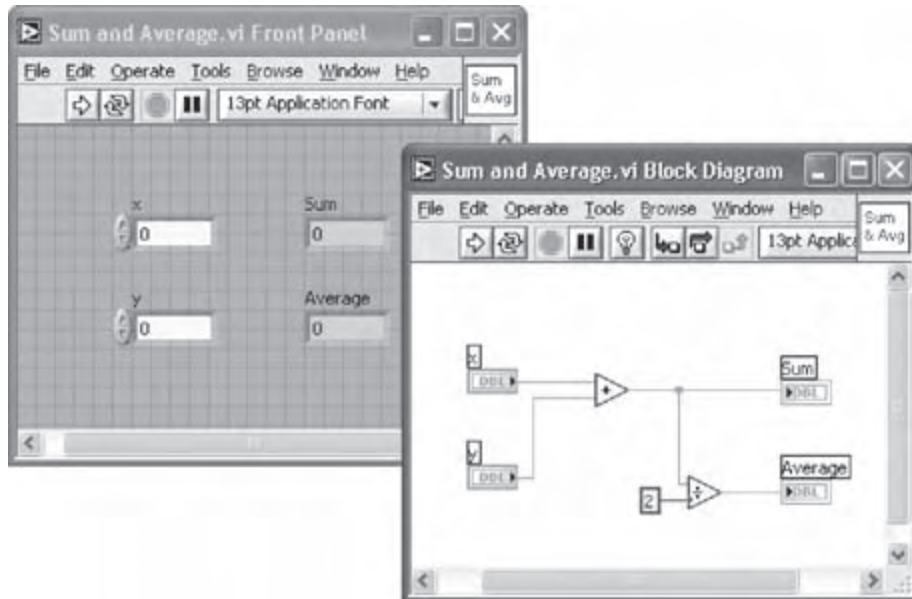 Sum and Average.vi Front Panel
File Edit Operate Tools Browse Window Help
Sum
& Avg
13pt Application Font
x
0
Sum
0
y
0
Average
0
Sum and Average.vi Block Diagram
File Edit Operate Tools Browse Window Help
Sum
& Avg
13pt Applica
x
DBL
Sum
DBL
y
DBL
Average
DBL
2